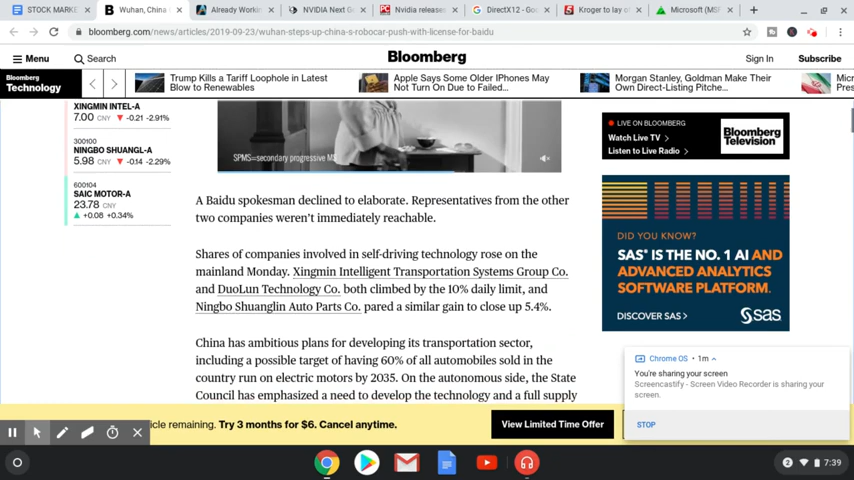 STOCK MARKE
Wuhan, China
Already Workin
NVIDIA Next Ge
Nvidia release
DirectX12 - Goo
Kroger to lay o
Microsoft (MSF
bloomberg.com/news/articles/2019-09-23/wuhan-steps-up-china-s-robocar-push-with-license-for-baidu
Menu
Search
Bloomberg
Sign In
Subscribe
Bloomberg
Technology
Trump Kills a Tariff Loophole in Latest
Blow to Renewables
Apple Says Some Older IPhones May
Not Turn On Due to Failed...
Morgan Stanley, Goldman Make Their
Own Direct-Listing Pitche...
Micr
Pres
XINGMIN INTEL-A
7.00 CNY ▼ -0.21 -2.91%
300100
NINGBO SHUANGL-A
5.98 CNY ▼ -0.14 -2.29%
600104
SAIC MOTOR-A
23.78 CNY
▲ +0.08 +0.34%
SPMS=secondary progressive M
A Baidu spokesman declined to elaborate. Representatives from the other
two companies weren't immediately reachable.
Shares of companies involved in self-driving technology rose on the
mainland Monday. Xingmin Intelligent Transportation Systems Group Co.
and DuoLun Technology Co. both climbed by the 10% daily limit, and
Ningbo Shuanglin Auto Parts Co. pared a similar gain to close up 5.4%.
China has ambitious plans for developing its transportation sector,
including a possible target of having 60% of all automobiles sold in the
country run on electric motors by 2035. On the autonomous side, the State
Council has emphasized a need to develop the technology and a full supply
LIVE ON BLOOMBERG
Watch Live TV >
Listen to Live Radio >
Bloomberg
Television
DID YOU KNOW?
SAS® IS THE NO. 1 AI AND
ADVANCED ANALYTICS
SOFTWARE PLATFORM.
DISCOVER SAS >
sas
Chrome OS • 1m
You're sharing your screen
Screencastify - Screen Video Recorder is sharing your
screen.
STOP
icle remaining. Try 3 months for $6. Cancel anytime.
View Limited Time Offer
2
7:39